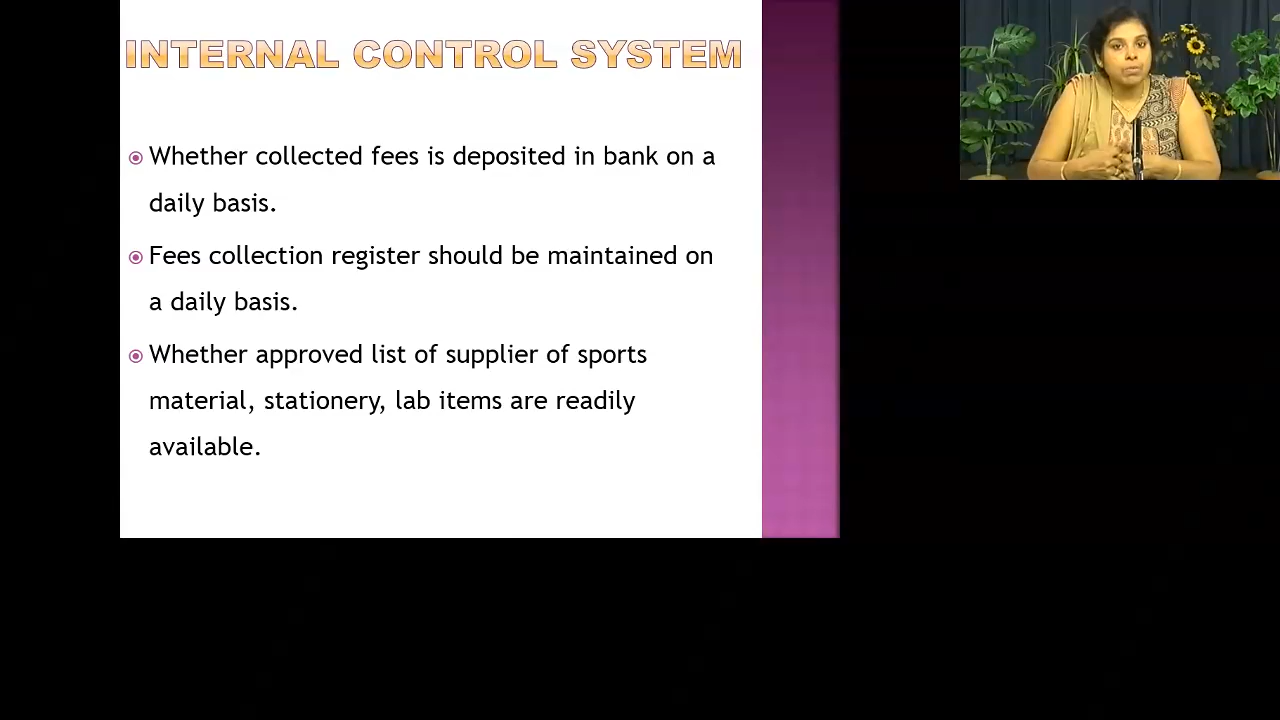 INTERNAL CONTROL SYSTEM
Whether collected fees is deposited in bank on a
daily basis.
Fees collection register should be maintained on
a daily basis.
Whether approved list of supplier of sports
material, stationery, lab items are readily
available.